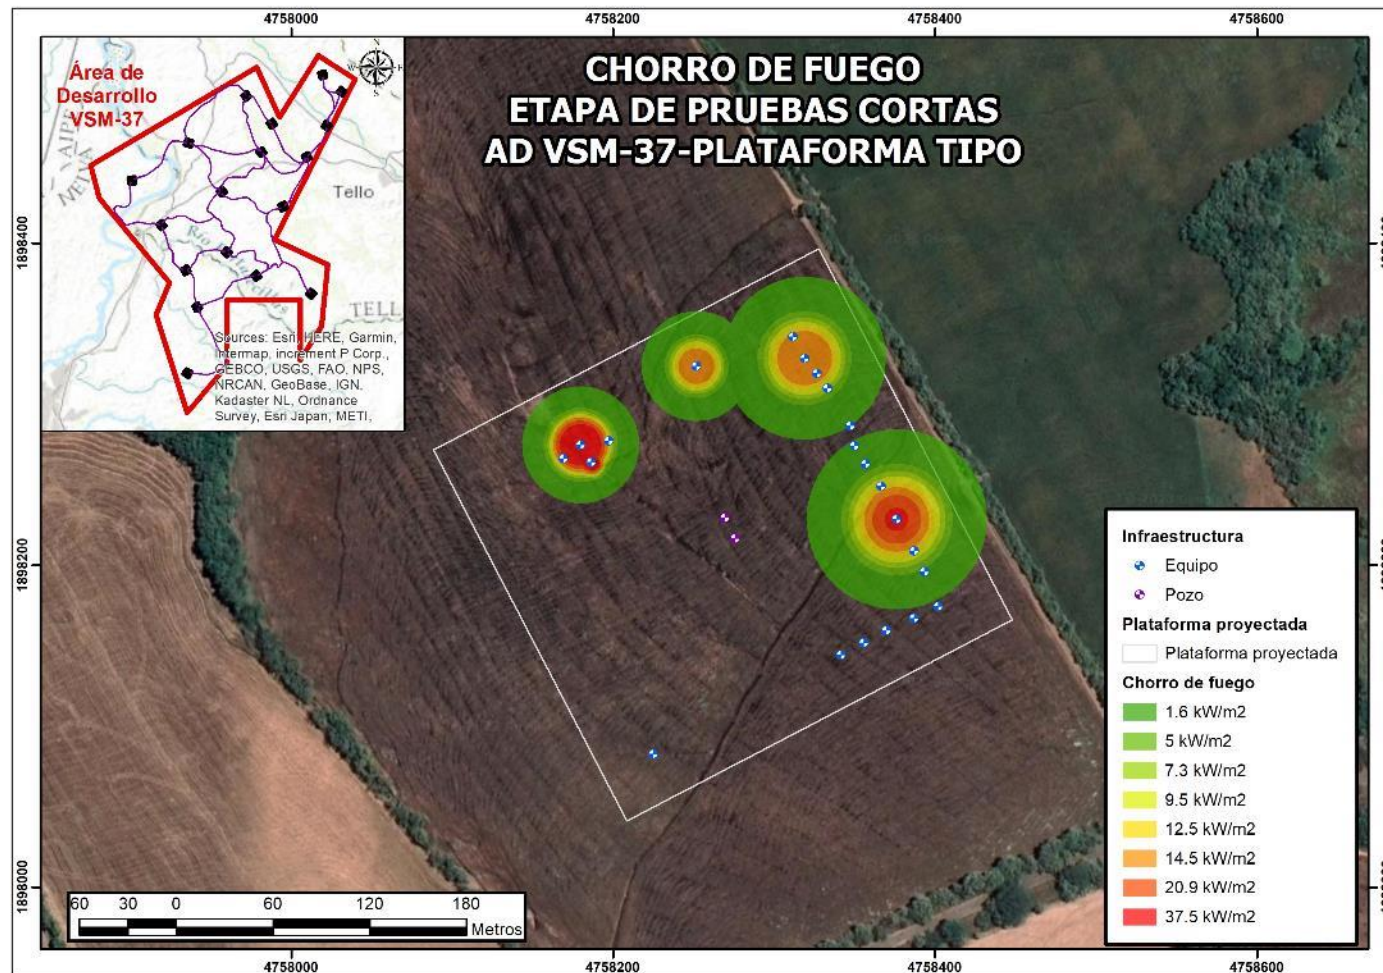 4758000
4758200
4758400
4758600
CHORRO DE FUEGO
ETAPA DE PRUEBAS CORTAS
AD VSM-37-PLATAFORMA TIPO
Área de
Desarrollo
VSM-37
N
W
E
S
NEIVA
Tello
TELL
Sources: Esri, HERE, Garmin,
Intermap, increment P Corp.,
GEBCO, USGS, FAO, NPS,
NRCAN, GeoBase, IGN,
Kadaster NL, Ordnance
Survey, Esri Japan, METI,
1898400
1898200
1898000
Infraestructura
Equipo
Pozo
Plataforma proyectada
Plataforma proyectada
Chorro de fuego
1.6 kW/m2
5 kW/m2
7.3 kW/m2
9.5 kW/m2
12.5 kW/m2
14.5 kW/m2
20.9 kW/m2
37.5 kW/m2
60 30 0 60 120 180
Metros
4758000
4758200
4758400
4758600